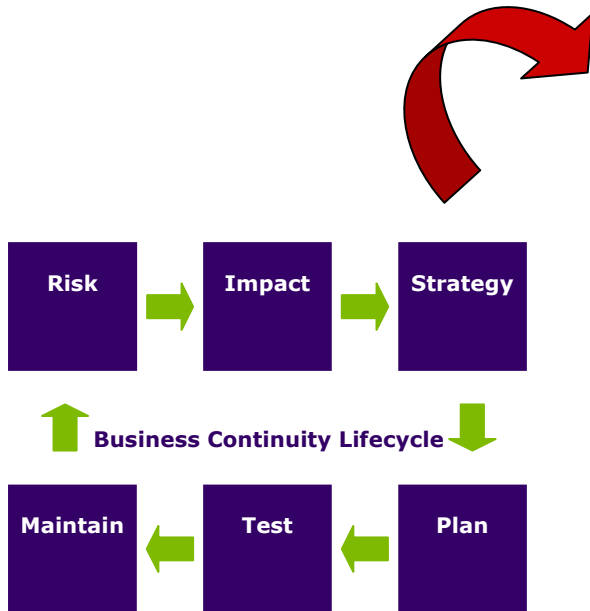 Risk
Impact
Strategy
Business Continuity Lifecycle
Maintain
Test
Plan